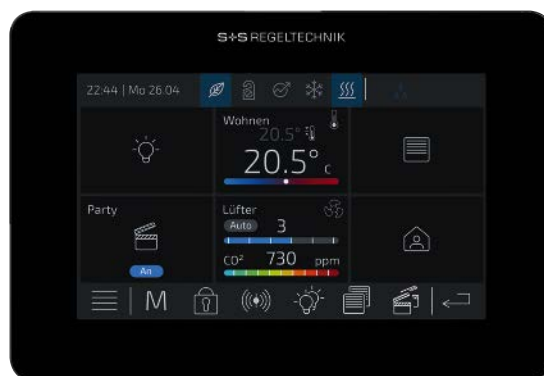 S+S REGELTECHNIK
22:44 | Mo 26.04
Wohnen
20.5°
20.5° c
Party
An
Lüfter
Auto 3
CO² 730 ppm
M